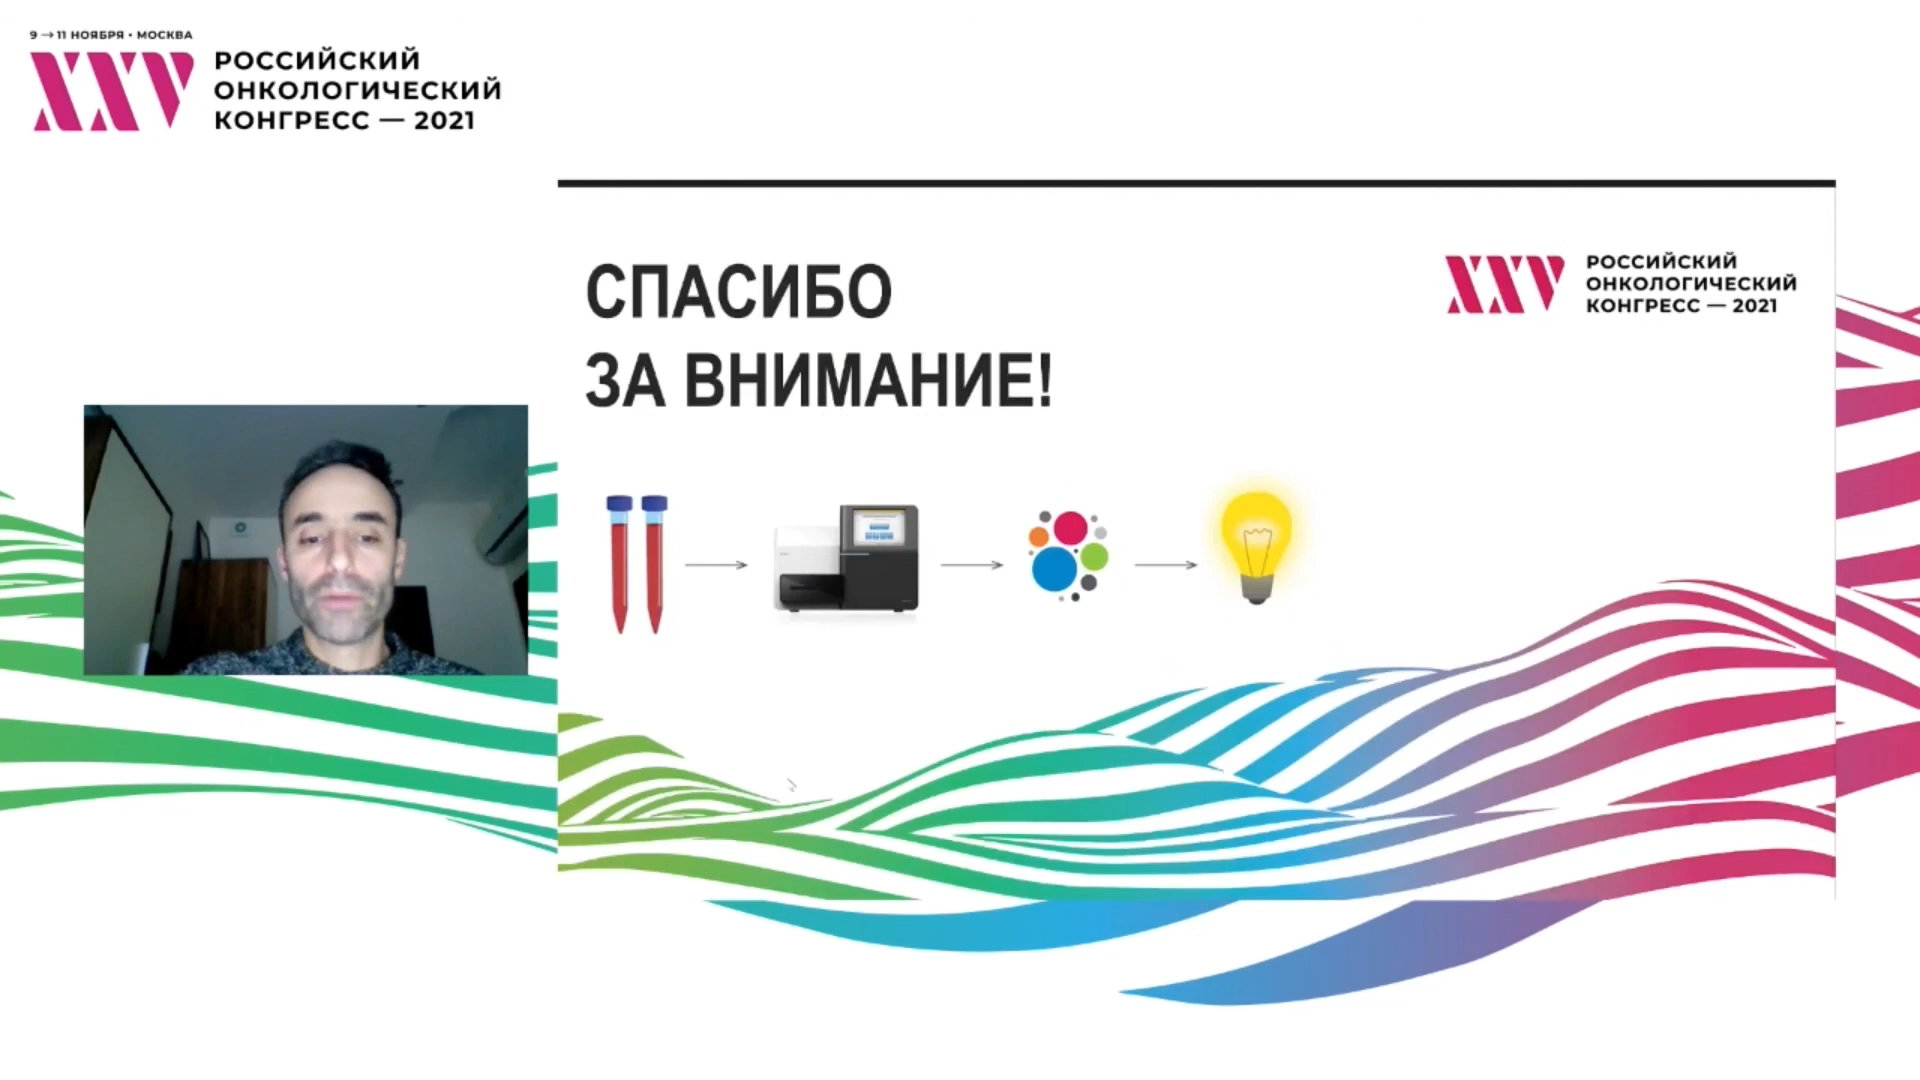 9 → 11 НОЯБРЯ • МОСКВА
XXV
РОССИЙСКИЙ
ОНКОЛОГИЧЕСКИЙ
КОНГРЕСС — 2021
СПАСИБО
ЗА ВНИМАНИЕ!
XXV
РОССИЙСКИЙ
ОНКОЛОГИЧЕСКИЙ
КОНГРЕСС — 2021